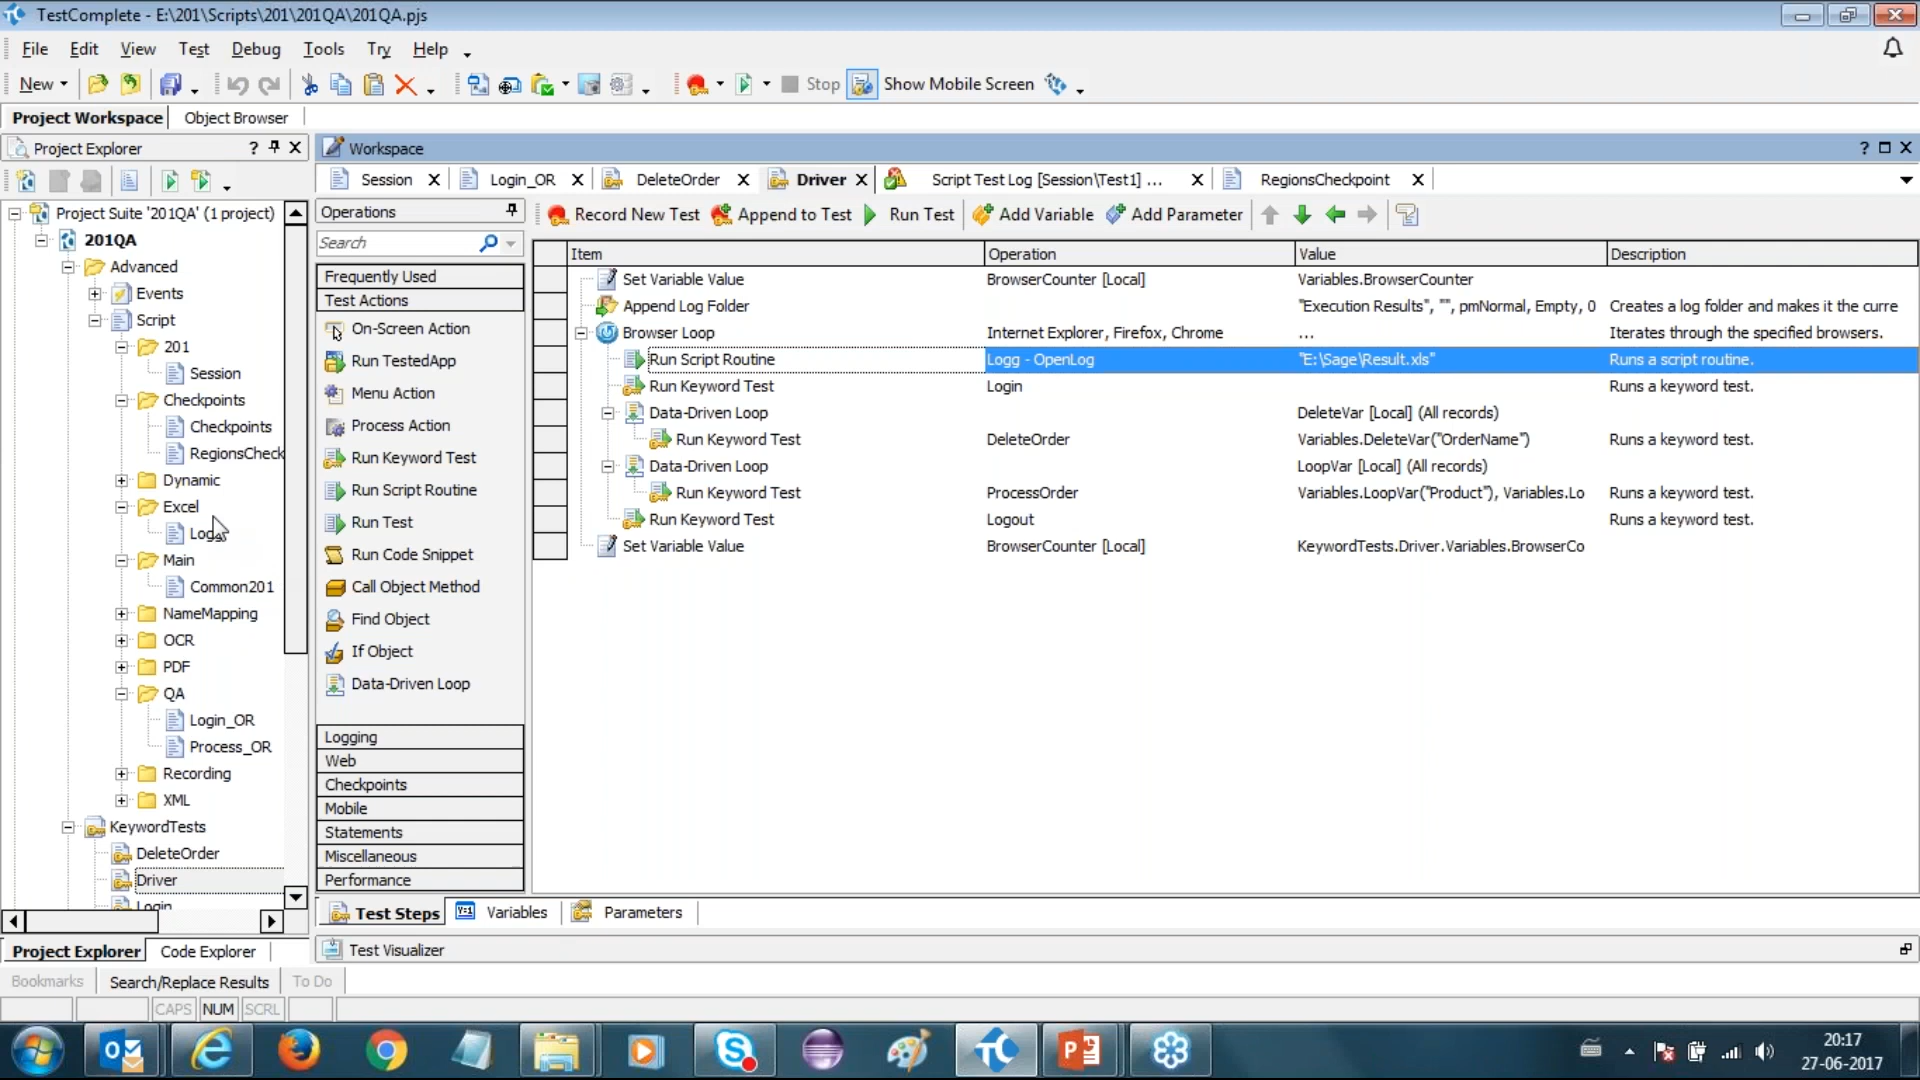 TestComplete - E:\201\Scripts\201\201QA\201QA.pjs
File Edit View Test Debug Tools Try Help
New Stop Show Mobile Screen
Project Workspace Object Browser
Project Explorer ? Workspace ?
Session Login_OR DeleteOrder Driver Script Test Log [Session\Test1] ... RegionsCheckpoint
Project Suite '201QA' (1 project)
201QA
Advanced
Events
Script
201
Session
Checkpoints
Checkpoints
RegionsCheck
Dynamic
Excel
Main
Common201
NameMapping
OCR
PDF
QA
Login_OR
Process_OR
Recording
XML
KeywordTests
DeleteOrder
Driver
Login
Project Explorer Code Explorer
Operations
Search
Frequently Used
Test Actions
On-Screen Action
Run TestedApp
Menu Action
Process Action
Run Keyword Test
Run Script Routine
Run Test
Run Code Snippet
Call Object Method
Find Object
If Object
Data-Driven Loop
Logging
Web
Checkpoints
Mobile
Statements
Miscellaneous
Performance
Record New Test Append to Test Run Test Add Variable Add Parameter
Item Operation Value Description
Set Variable Value BrowserCounter [Local] Variables.BrowserCounter
Append Log Folder "Execution Results", "", pmNormal, Empty, 0 Creates a log folder and makes it the curre
Browser Loop Internet Explorer, Firefox, Chrome ... Iterates through the specified browsers.
Run Script Routine Logg - OpenLog "E:\Sage\Result.xls" Runs a script routine.
Run Keyword Test Login Runs a keyword test.
Data-Driven Loop DeleteVar [Local] (All records)
Run Keyword Test DeleteOrder Variables.DeleteVar("OrderName") Runs a keyword test.
Data-Driven Loop LoopVar [Local] (All records)
Run Keyword Test ProcessOrder Variables.LoopVar("Product"), Variables.Lo Runs a keyword test.
Run Keyword Test Logout Runs a keyword test.
Set Variable Value BrowserCounter [Local] KeywordTests.Driver.Variables.BrowserCo
Test Steps Variables Parameters
Test Visualizer
Bookmarks Search/Replace Results To Do
CAPS NUM SCRL
20:17
27-06-2017